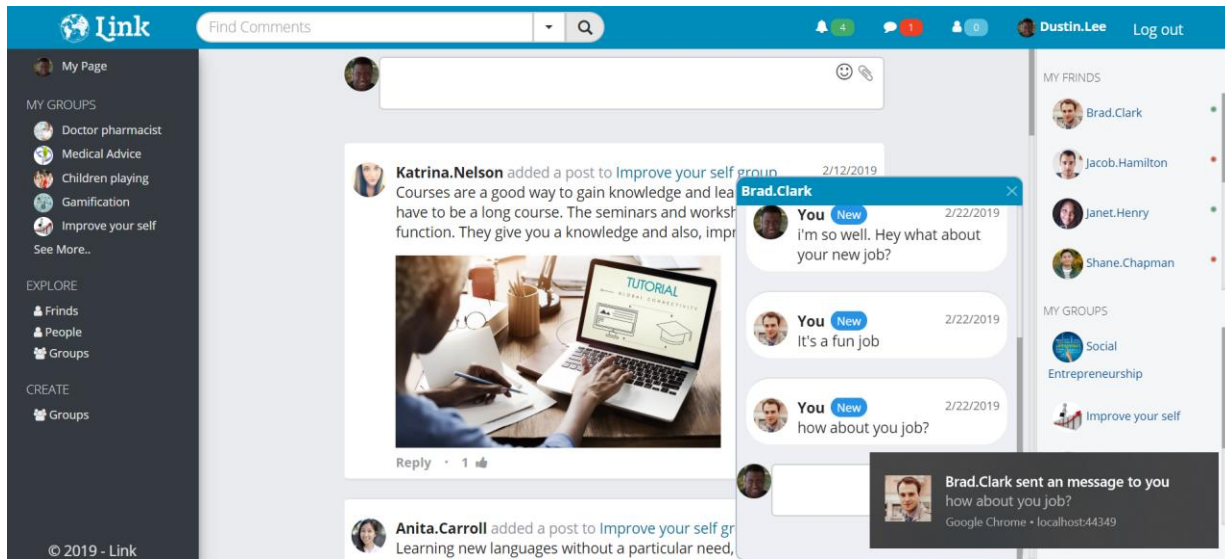 Link
Find Comments
4
1
0
Dustin.Lee
Log out
My Page
MY GROUPS
Doctor pharmacist
Medical Advice
Children playing
Gamification
Improve your self
See More..
EXPLORE
Frinds
People
Groups
CREATE
Groups
© 2019 - Link
Katrina.Nelson added a post to Improve your self group
2/12/2019
Courses are a good way to gain knowledge and lea
have to be a long course. The seminars and worksh
function. They give you a knowledge and also, impr
TUTORIAL
GLOBAL CONNECTIVITY
Reply · 1
Anita.Carroll added a post to Improve your self gr
Learning new languages without a particular need,
Brad.Clark
You New 2/22/2019
i'm so well. Hey what about
your new job?
You New 2/22/2019
It's a fun job
You New 2/22/2019
how about you job?
MY FRINDS
Brad.Clark
Jacob.Hamilton
Janet.Henry
Shane.Chapman
MY GROUPS
Social
Entrepreneurship
Improve your self
Brad.Clark sent an message to you
how about you job?
Google Chrome • localhost:44349